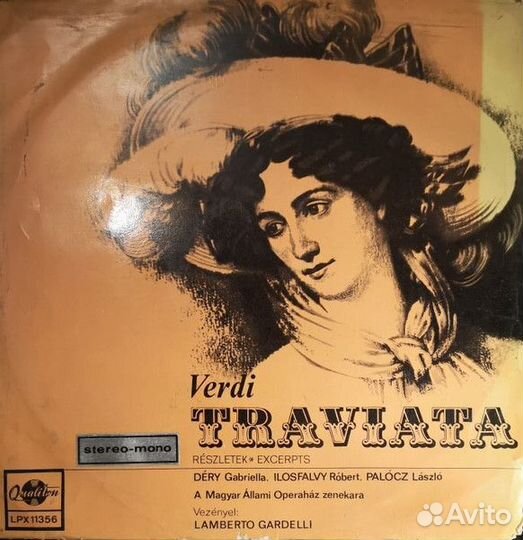 Verdi
TRAVIATA
stereo-mono
RÉSZLETEK * EXCERPTS
DÉRY Gabriella, ILOSFALVY Róbert, PALÓCZ László
A Magyar Állami Operaház zenekara
Vezényel:
LAMBERTO GARDELLI
Qualiton
LPX 11356
Avito